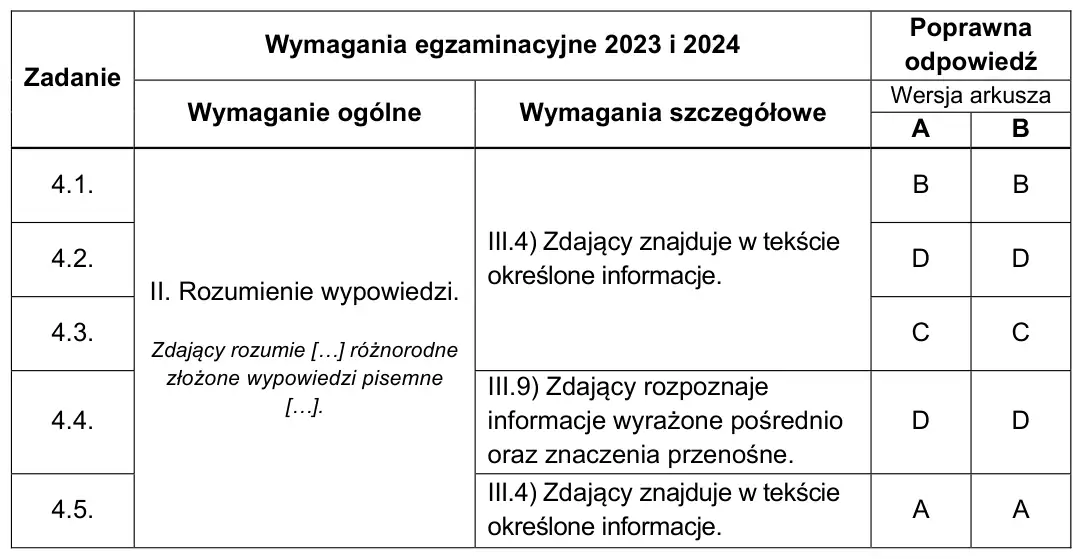 Zadanie
Wymagania egzaminacyjne 2023 i 2024
Poprawna
odpowiedź
Wymaganie ogólne
Wymagania szczegółowe
Wersja arkusza
A B
4.1.
B B
4.2.
D D
4.3.
C C
II. Rozumienie wypowiedzi.
Zdający rozumie […] różnorodne
złożone wypowiedzi pisemne
[…].
III.4) Zdający znajduje w tekście
określone informacje.
4.4.
III.9) Zdający rozpoznaje
informacje wyrażone pośrednio
oraz znaczenia przenośne.
D D
4.5.
III.4) Zdający znajduje w tekście
określone informacje.
A A